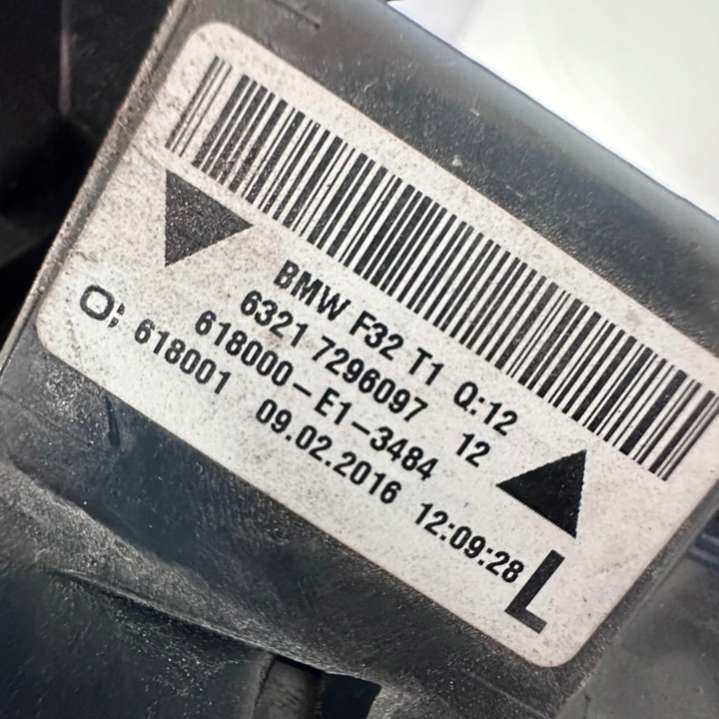 BMW F32 T1 Q:12
6321 7296097 12
618000-E1-3484
O: 618001 09.02.2016 12:09:28
L